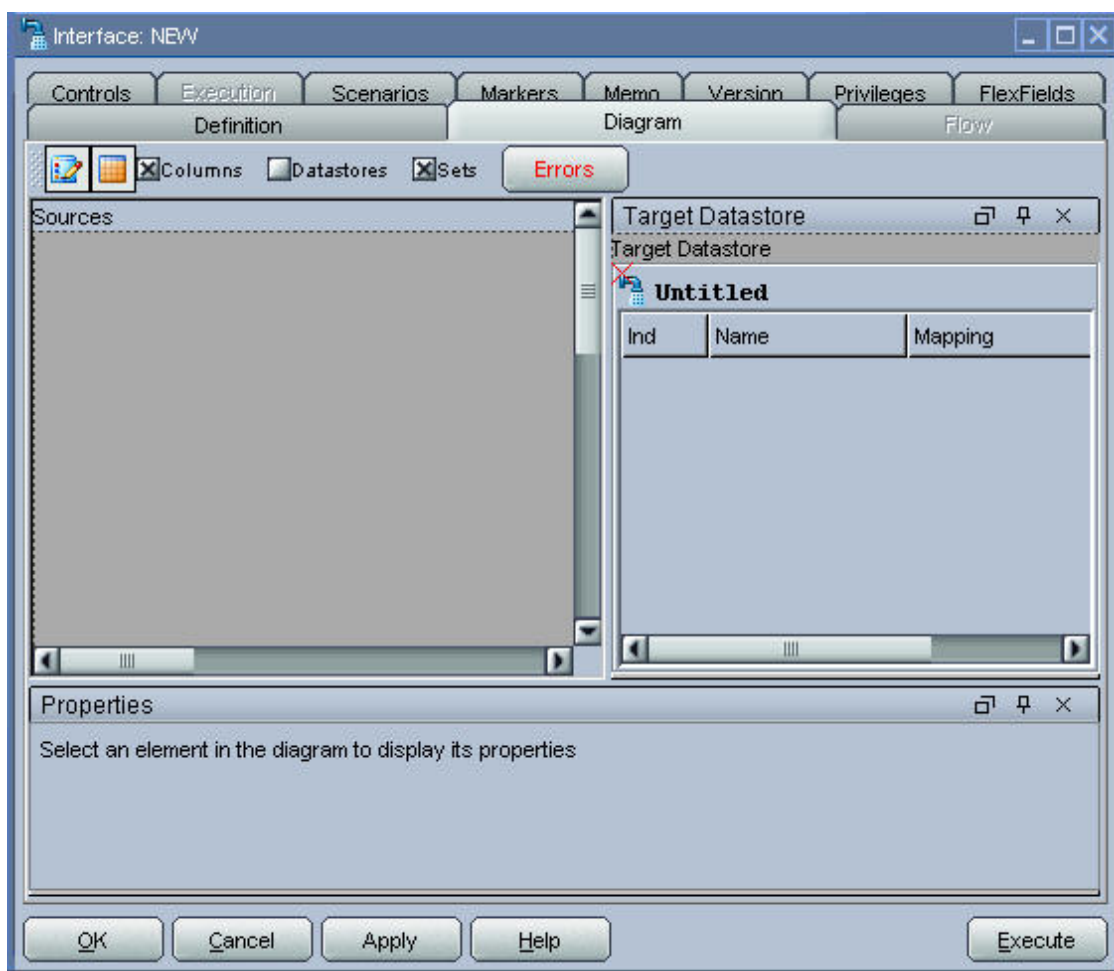 Interface: NEW
Controls Execution Scenarios Markers Memo Version Privileges FlexFields
Definition Diagram Flow
Columns Datastores Sets Errors
Sources
Target Datastore
Target Datastore
Untitled
Ind Name Mapping
Properties
Select an element in the diagram to display its properties
OK Cancel Apply Help Execute